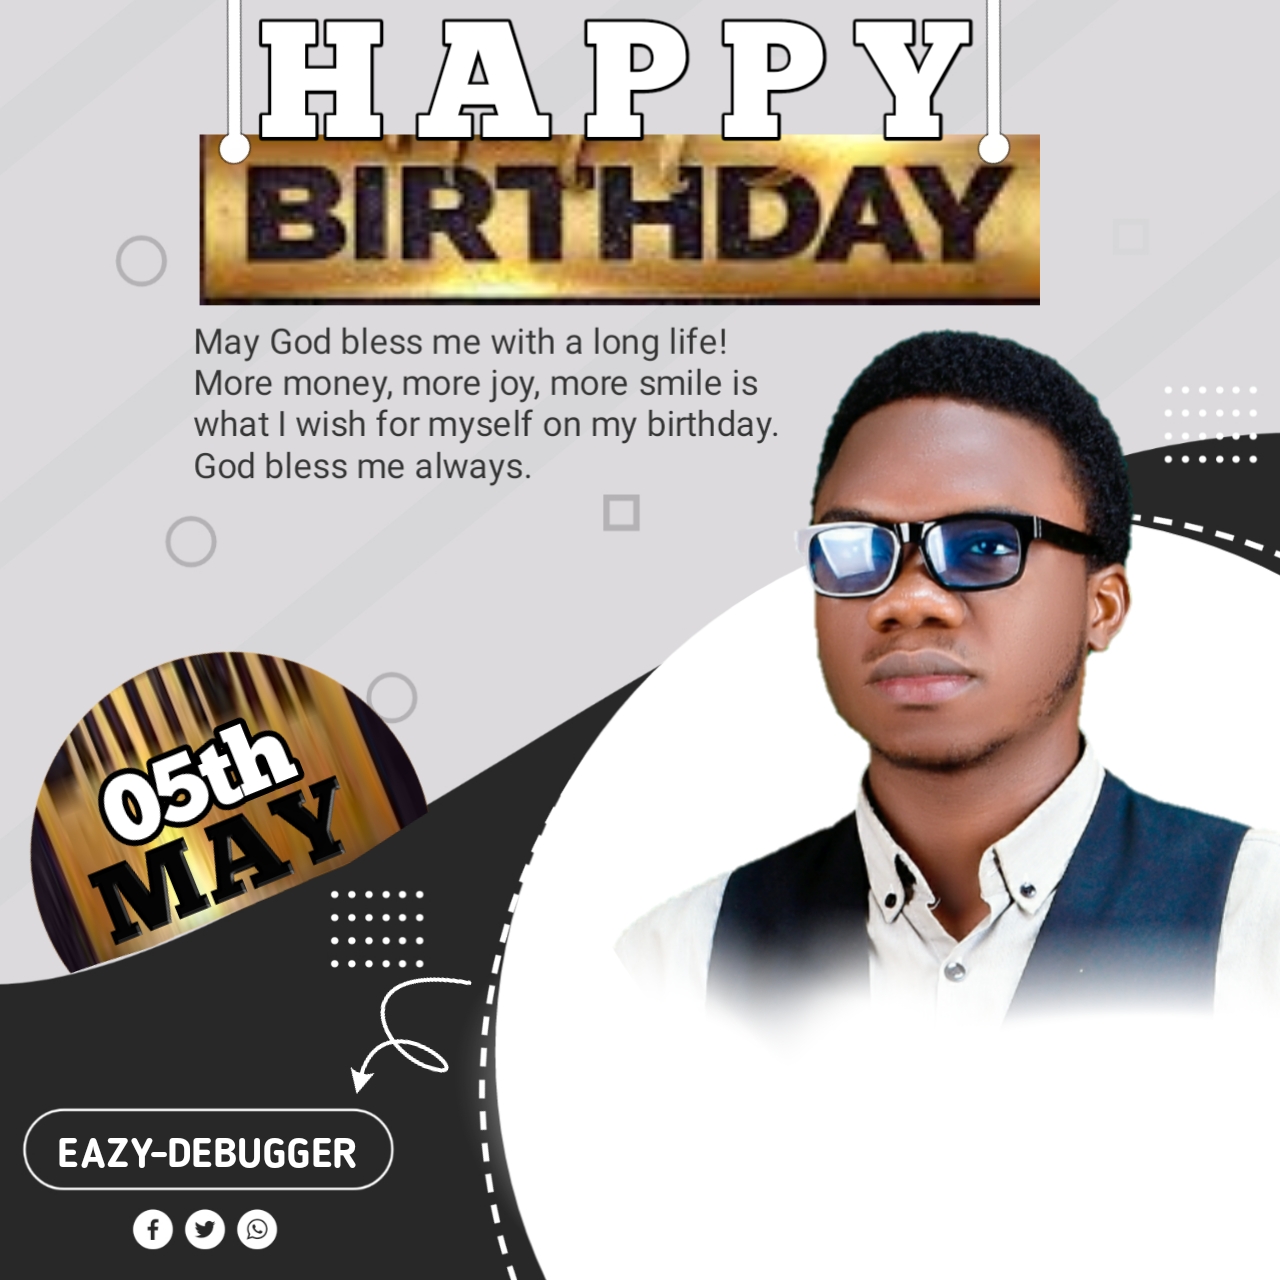 HAPPY
BIRTHDAY
May God bless me with a long life!
More money, more joy, more smile is
what I wish for myself on my birthday.
God bless me always.
05th
MAY
EAZY-DEBUGGER